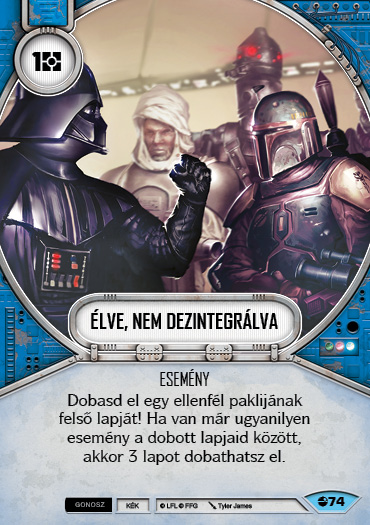 1
ÉLVE, NEM DEZINTEGRÁLVA
ESEMÉNY
Dobasd el egy ellenfél paklijának
felső lapját! Ha van már ugyanilyen
esemény a dobott lapjaid között,
akkor 3 lapot dobathatsz el.
GONOSZ KÉK © LFL © FFG Tyler James 74